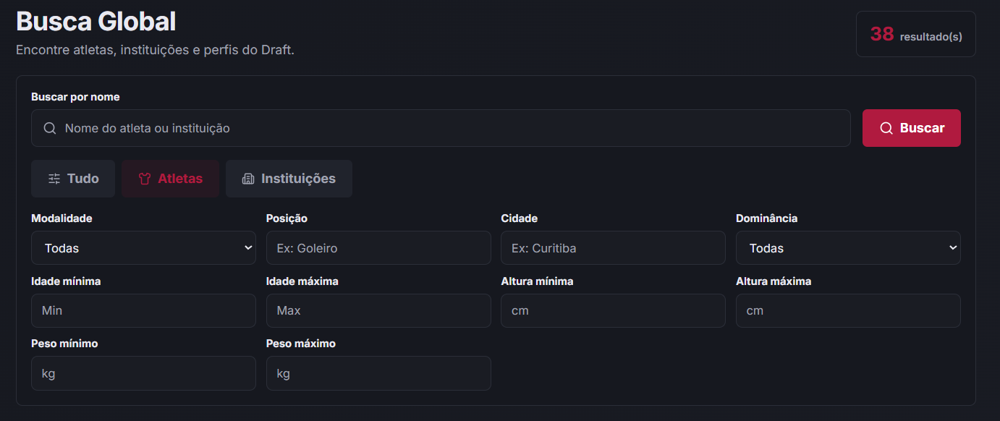 Busca Global
38 resultado(s)
Encontre atletas, instituições e perfis do Draft.
Buscar por nome
Nome do atleta ou instituição
Buscar
Tudo
Atletas
Instituições
Modalidade
Posição
Cidade
Dominância
Todas
Ex: Goleiro
Ex: Curitiba
Todas
Idade mínima
Idade máxima
Altura mínima
Altura máxima
Min
Max
cm
cm
Peso mínimo
Peso máximo
kg
kg